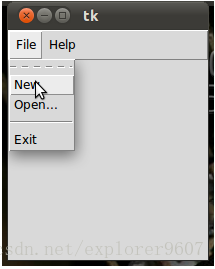 tk
File Help
New
Open...
Exit
sdn.net/explorer9607